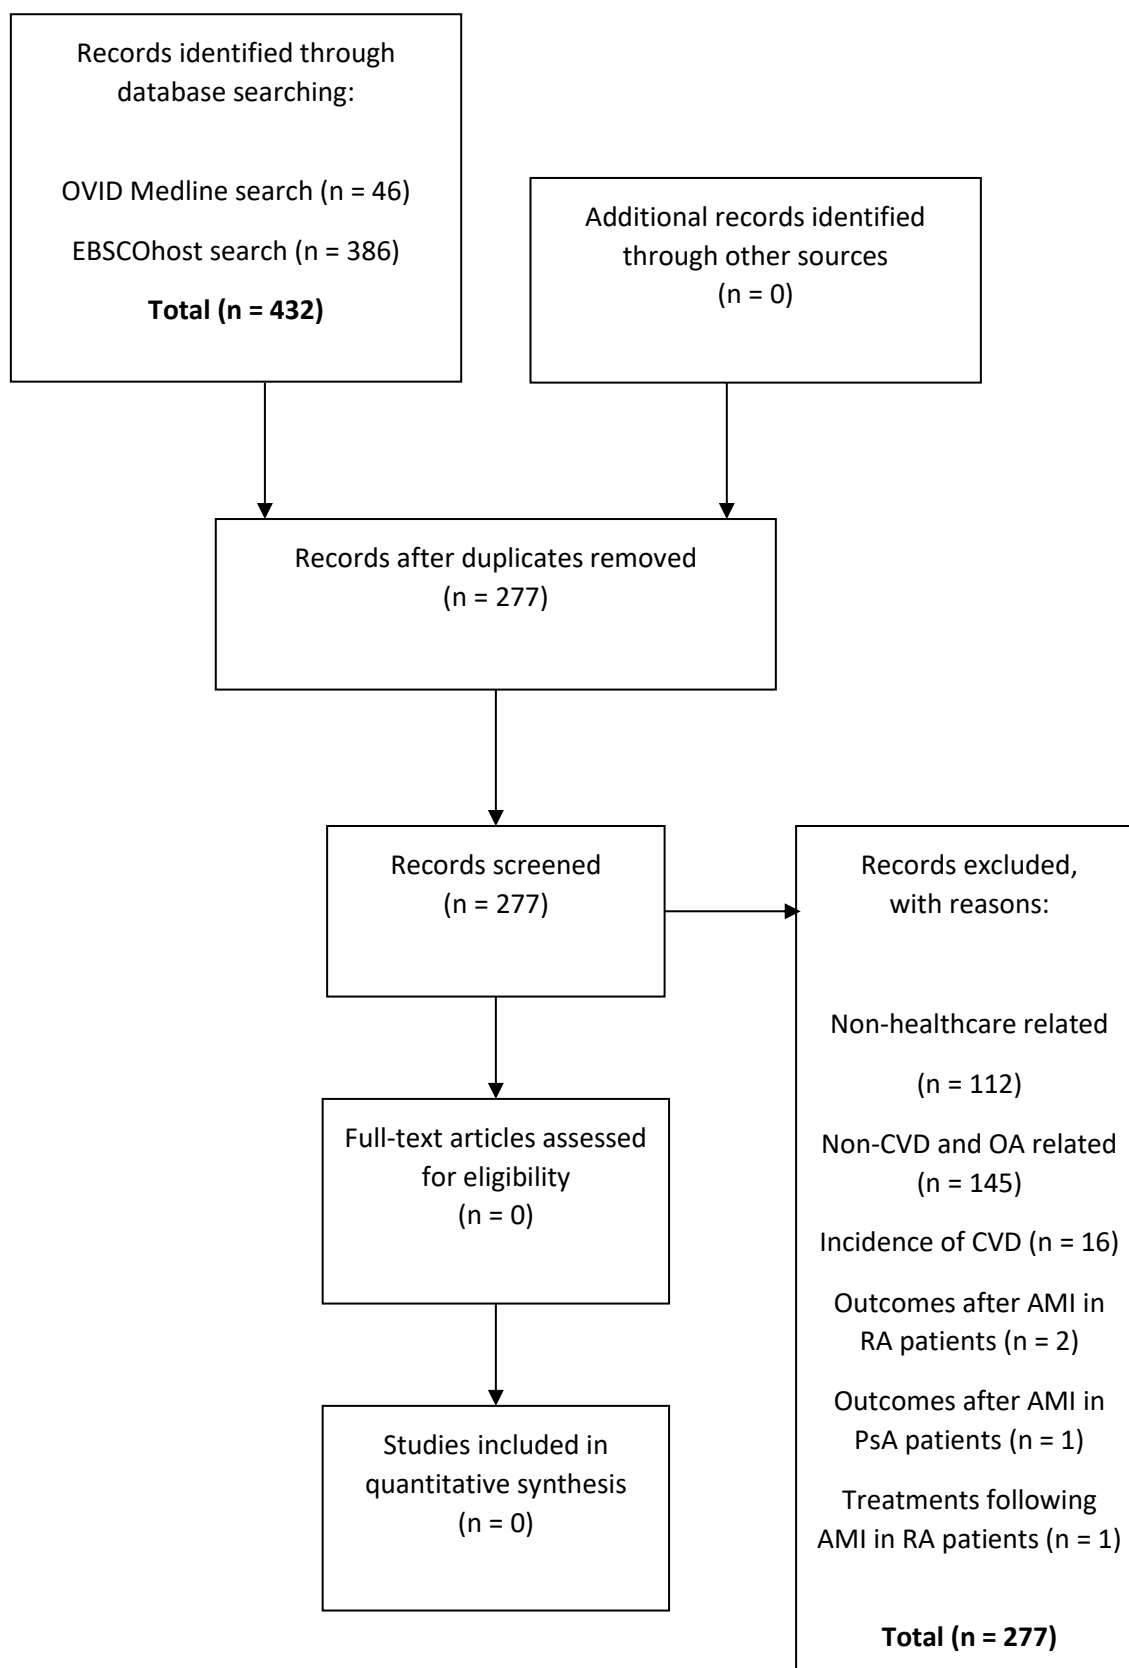 Records identified through
database searching:
OVID Medline search (n = 46)
EBSCOhost search (n = 386)
Total (n = 432)
Additional records identified
through other sources
(n = 0)
Records after duplicates removed
(n = 277)
Records screened
(n = 277)
Records excluded,
with reasons:
Non-healthcare related
(n = 112)
Non-CVD and OA related
(n = 145)
Incidence of CVD (n = 16)
Outcomes after AMI in
RA patients (n = 2)
Outcomes after AMI in
PsA patients (n = 1)
Treatments following
AMI in RA patients (n = 1)
Total (n = 277)
Full-text articles assessed
for eligibility
(n = 0)
Studies included in
quantitative synthesis
(n = 0)